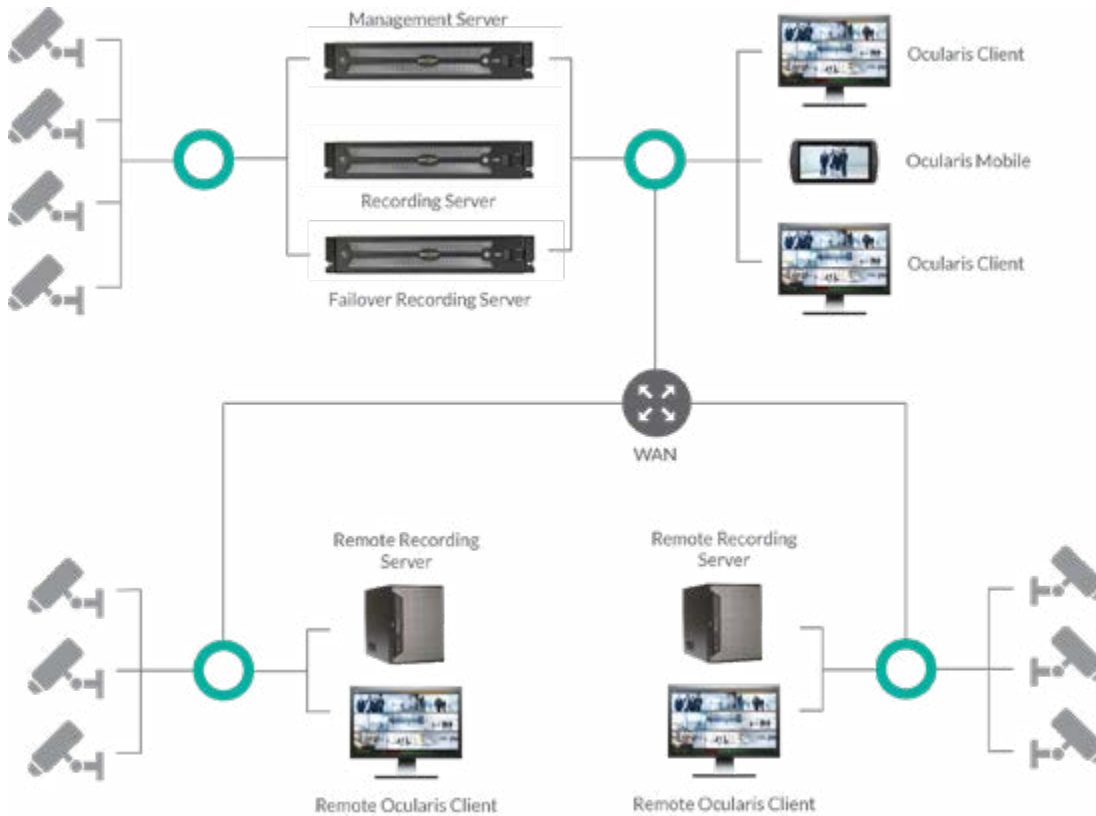 Management Server
Ocularis Client
Ocularis Mobile
Recording Server
Ocularis Client
Failover Recording Server
WAN
Remote Recording
Server
Remote Recording
Server
Remote Ocularis Client
Remote Ocularis Client